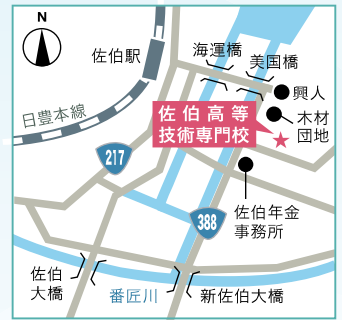 N
佐伯駅
海運橋
美国橋
興人
日豊本線
木材
団地
佐伯高等
技術専門校
217
388
佐伯年金
事務所
佐伯
大橋
番匠川
新佐伯大橋